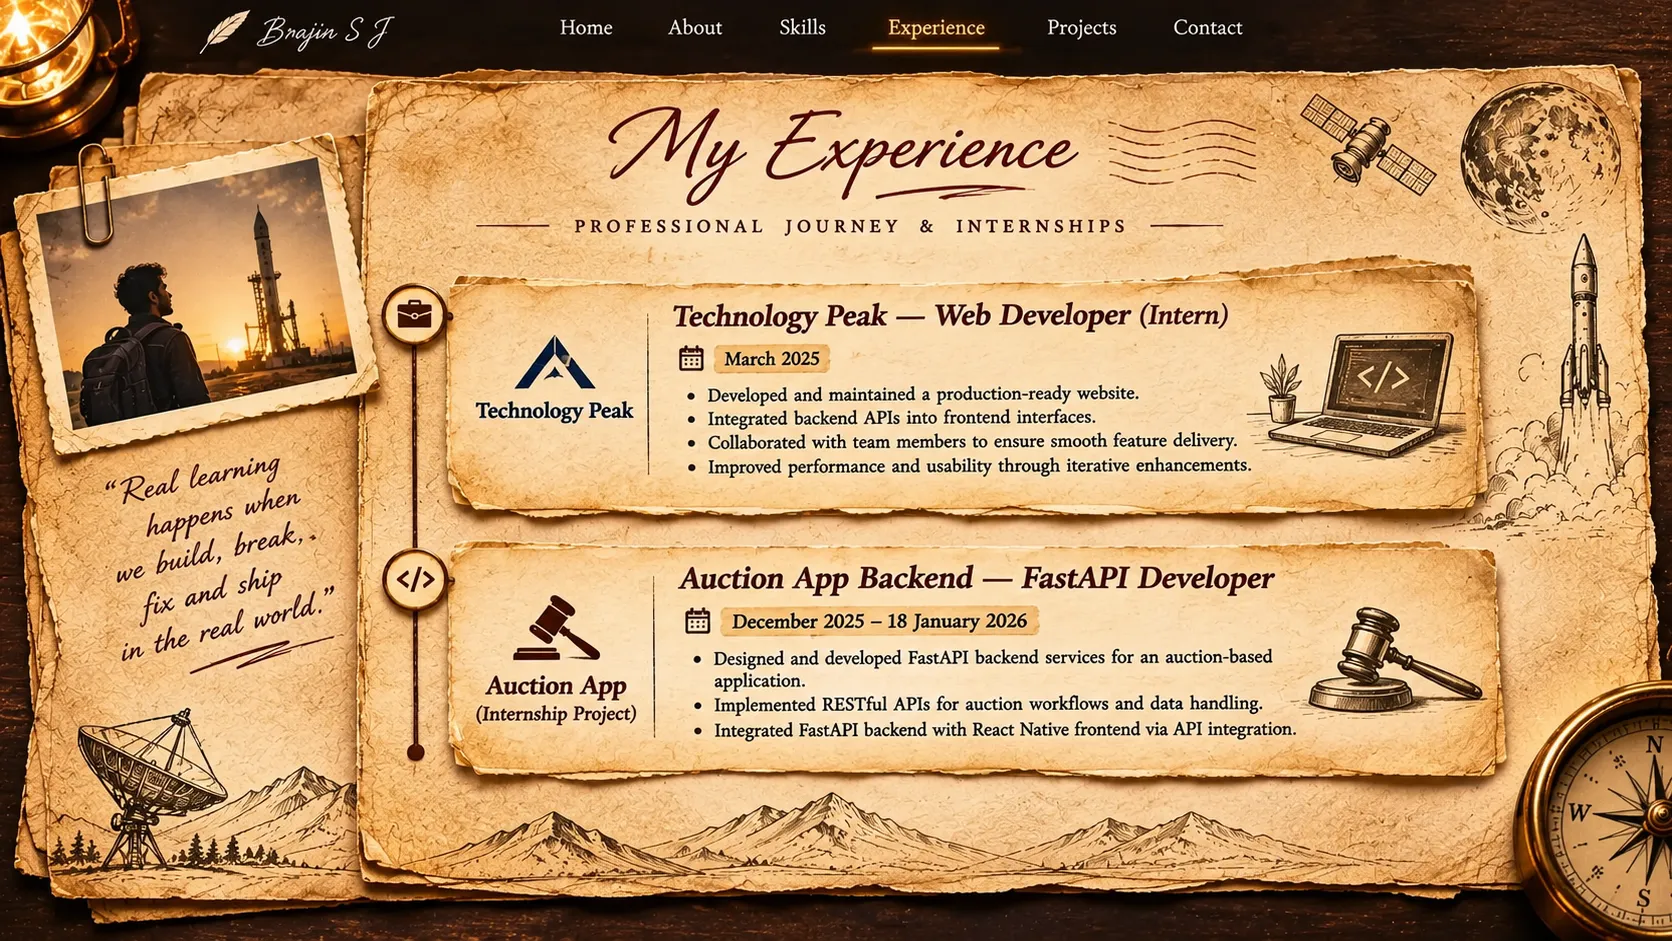 Brajin S J
Home
About
Skills
Experience
Projects
Contact
My Experience
PROFESSIONAL JOURNEY & INTERNSHIPS
Technology Peak
Technology Peak — Web Developer (Intern)
March 2025
• Developed and maintained a production-ready website.
• Integrated backend APIs into frontend interfaces.
• Collaborated with team members to ensure smooth feature delivery.
• Improved performance and usability through iterative enhancements.
</>
</>
Auction App
(Internship Project)
Auction App Backend — FastAPI Developer
December 2025 – 18 January 2026
• Designed and developed FastAPI backend services for an auction-based
application.
• Implemented RESTful APIs for auction workflows and data handling.
• Integrated FastAPI backend with React Native frontend via API integration.
“Real learning
happens when
we build, break,
fix and ship
in the real world.”
N
W
S